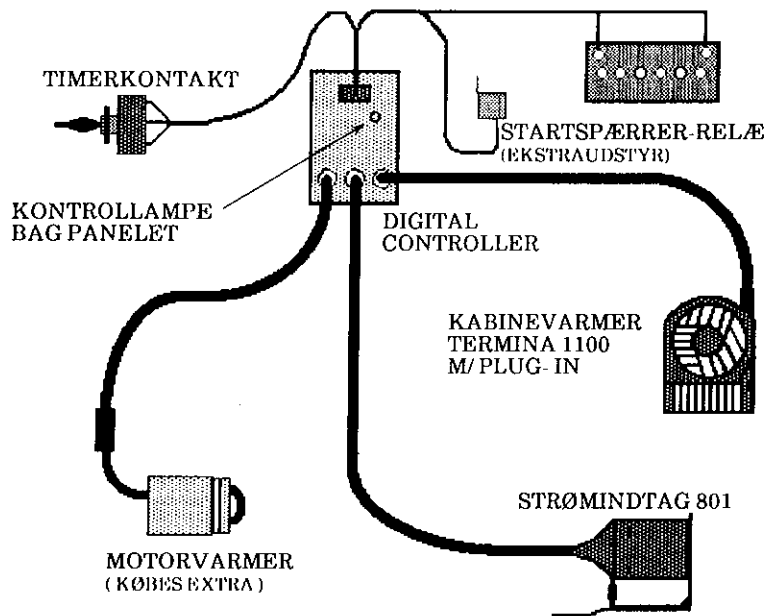 TIMERKONTAKT
STARTSPÆRRER-RELÆ
(EKSTRAUDSTYR)
KONTROLLAMPE
BAG PANELET
DIGITAL
CONTROLLER
KABINEVARMER
TERMINA 1100
M/ PLUG-IN
STRØMINDTAG 801
MOTORVARMER
(KØBES EXTRA)